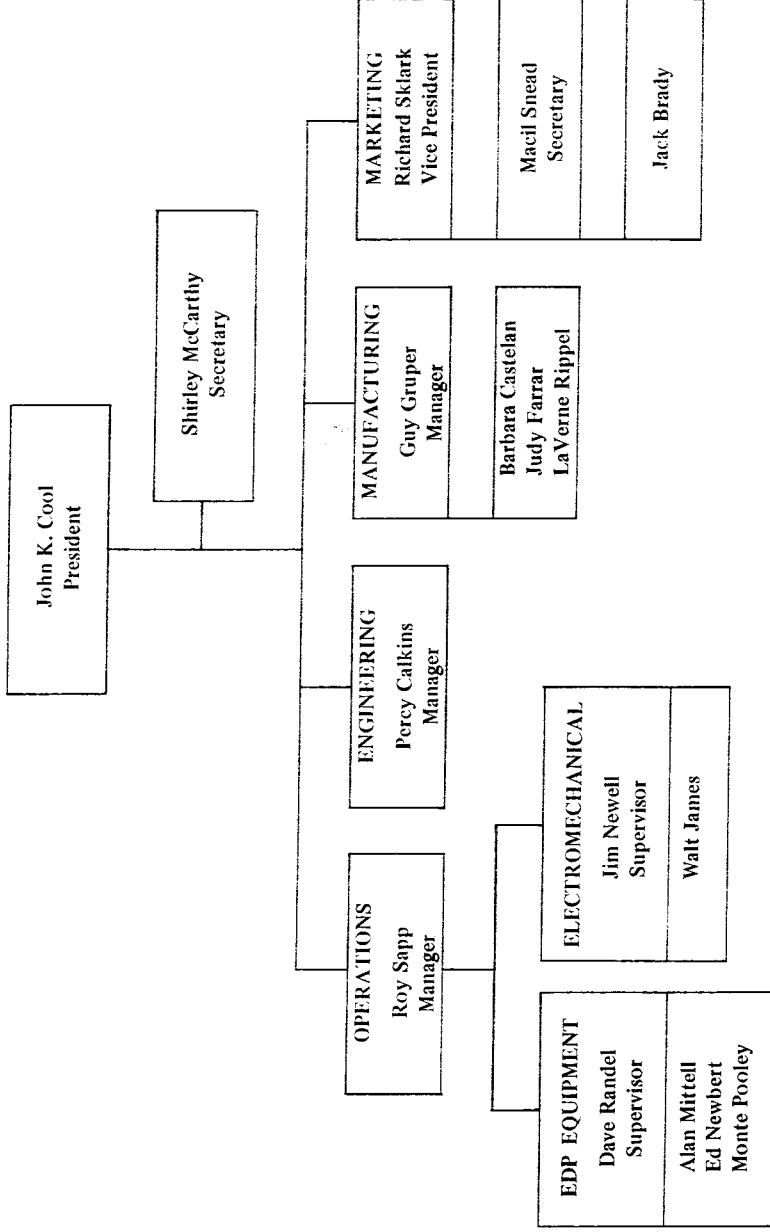 John K. Cool
President
Shirley McCarthy
Secretary
OPERATIONS
Roy Sapp
Manager
ENGINEERING
Percy Calkins
Manager
MANUFACTURING
Guy Gruper
Manager
MARKETING
Richard Sklark
Vice President
Barbara Castelan
Judy Farrar
LaVerne Rippel
Macil Snead
Secretary
Jack Brady
EDP EQUIPMENT
Dave Randel
Supervisor
Alan Mittell
Ed Newbert
Monte Pooley
ELECTROMECHANICAL
Jim Newell
Supervisor
Walt James